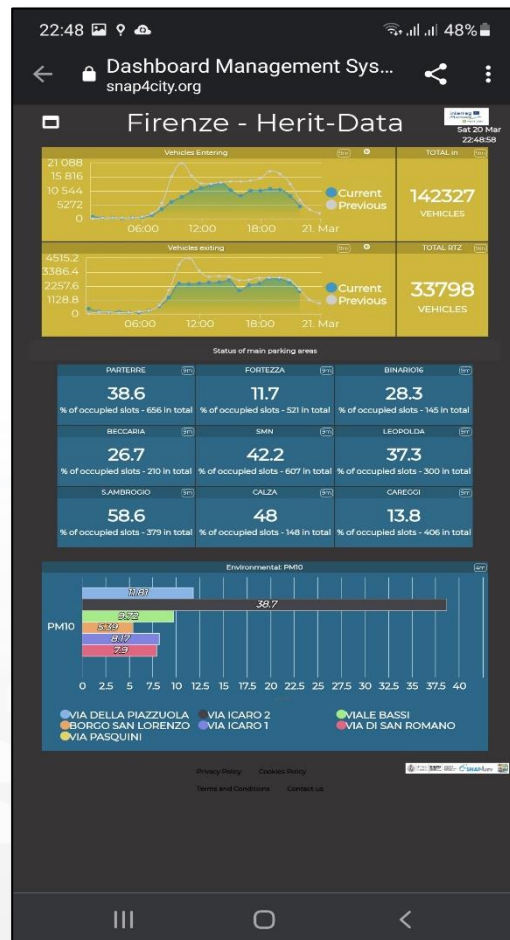 22:48
48%
Dashboard Management Sys...
snap4city.org
Firenze - Herit-Data
Sat 20 Mar
22:48:58
Vehicles Entering
TOTAL in
21 088
15 816
10 544
5272
0
06:00 12:00 18:00 21. Mar
Current
Previous
142327
VEHICLES
Vehicles exiting
TOTAL RTZ
4515.2
3386.4
2257.6
1128.8
0
06:00 12:00 18:00 21. Mar
Current
Previous
33798
VEHICLES
Status of main parking areas
PARTERRE 9m FORTEZZA 9m BINARIO16 9m
38.6 11.7 28.3
% of occupied slots - 656 in total % of occupied slots - 521 in total % of occupied slots - 145 in total
BECCARIA 9m SMN 9m LEOPOLDA 9m
26.7 42.2 37.3
% of occupied slots - 210 in total % of occupied slots - 607 in total % of occupied slots - 300 in total
S.AMBROGIO 9m CALZA 9m CAREGGI 9m
58.6 48 13.8
% of occupied slots - 379 in total % of occupied slots - 148 in total % of occupied slots - 406 in total
Environmental: PM10 4m
11.81
38.7
9.72
5.39
8.17
7.9
PM10
0 2.5 5 7.5 10 12.5 15 17.5 20 22.5 25 27.5 30 32.5 35 37.5 40
VIA DELLA PIAZZUOLA VIA ICARO 2 VIALE BASSI
BORGO SAN LORENZO VIA ICARO 1 VIA DI SAN ROMANO
VIA PASQUINI
Privacy Policy Cookies Policy
Terms and Conditions Contact us